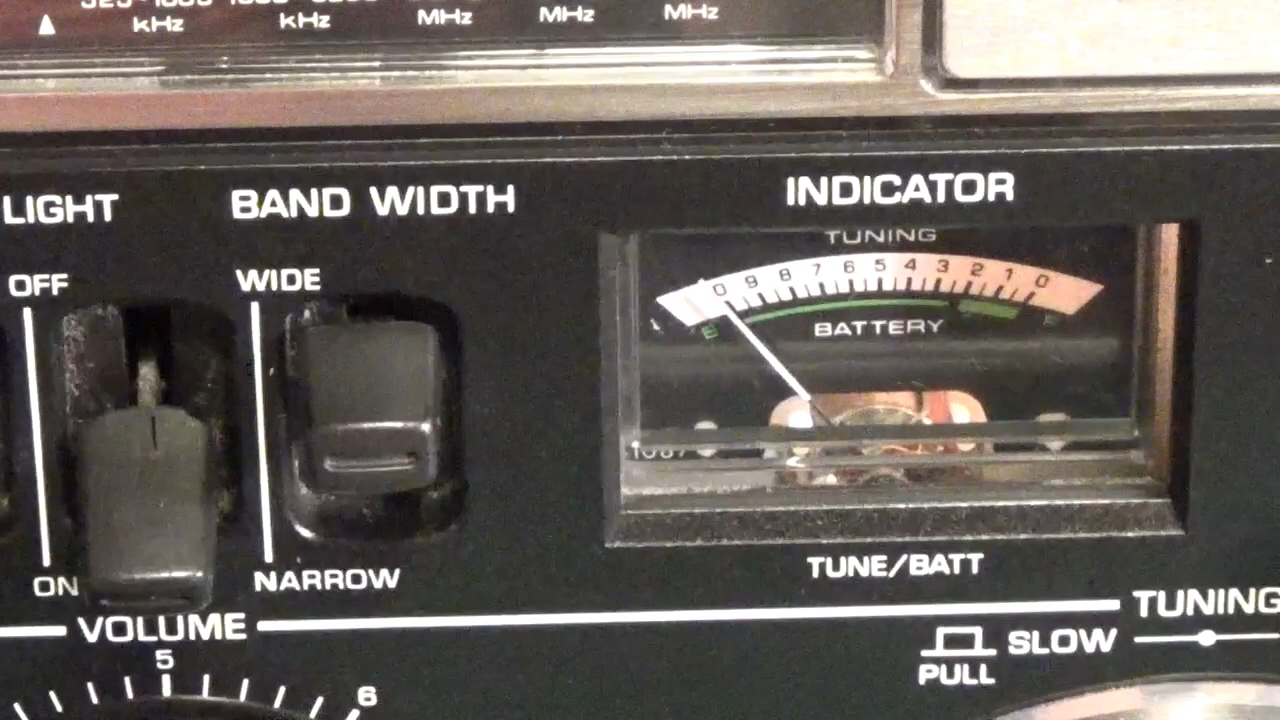 kHz kHz MHz MHz MHz
LIGHT BAND WIDTH INDICATOR
OFF WIDE
TUNING
0 9 8 7 6 5 4 3 2 1 0
BATTERY
ON NARROW
TUNE/BATT
VOLUME TUNING
5
6
SLOW
PULL